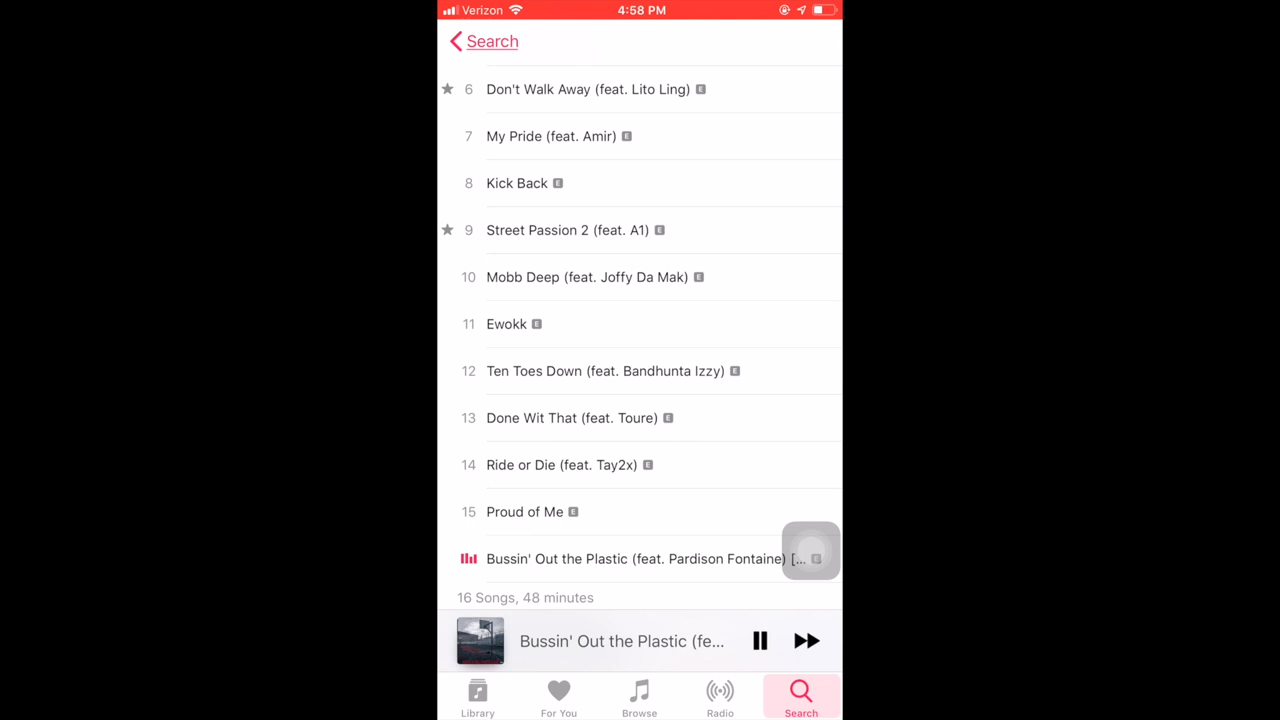 Verizon 4:58 PM
Search
6 Don't Walk Away (feat. Lito Ling) E
7 My Pride (feat. Amir) E
8 Kick Back E
9 Street Passion 2 (feat. A1) E
10 Mobb Deep (feat. Joffy Da Mak) E
11 Ewokk E
12 Ten Toes Down (feat. Bandhunta Izzy) E
13 Done Wit That (feat. Toure) E
14 Ride or Die (feat. Tay2x) E
15 Proud of Me E
Bussin' Out the Plastic (feat. Pardison Fontaine) [... E
16 Songs, 48 minutes
Bussin' Out the Plastic (fe...
Library For You Browse Radio Search